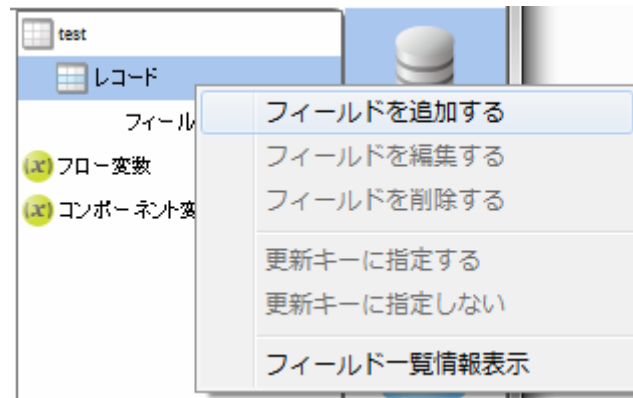 test
レコード
フィール
フロー変数
コンポーネント変
フィールドを追加する
フィールドを編集する
フィールドを削除する
更新キーに指定する
更新キーに指定しない
フィールド一覧情報表示